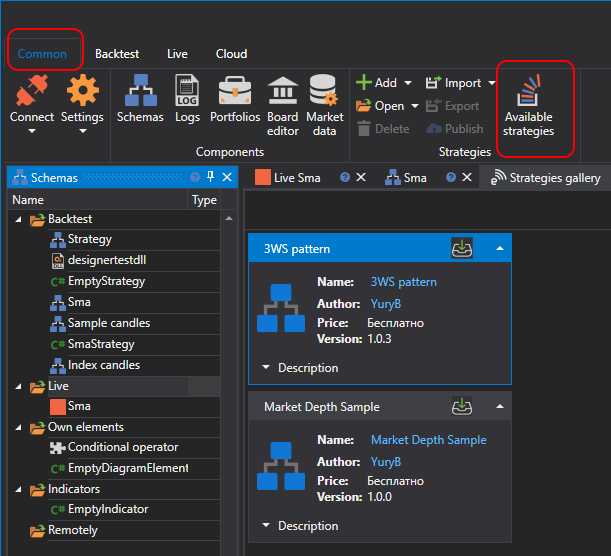 Common Backtest Live Cloud
Connect Settings Schemas Logs Portfolios Board editor Market data
Components
Add Import
Open Export
Delete Publish
Available strategies
Strategies
Schemas
Live Sma Sma Strategies gallery
Name Type
Backtest
Strategy
designertestdll
C# EmptyStrategy
Sma
Sample candles
C# SmaStrategy
Index candles
Live
Sma
Own elements
Conditional operator
C# EmptyDiagramElement
Indicators
C# EmptyIndicator
Remotely
3WS pattern
Name: 3WS pattern
Author: YuryB
Price: Бесплатно
Version: 1.0.3
Description
Market Depth Sample
Name: Market Depth Sample
Author: YuryB
Price: Бесплатно
Version: 1.0.0
Description